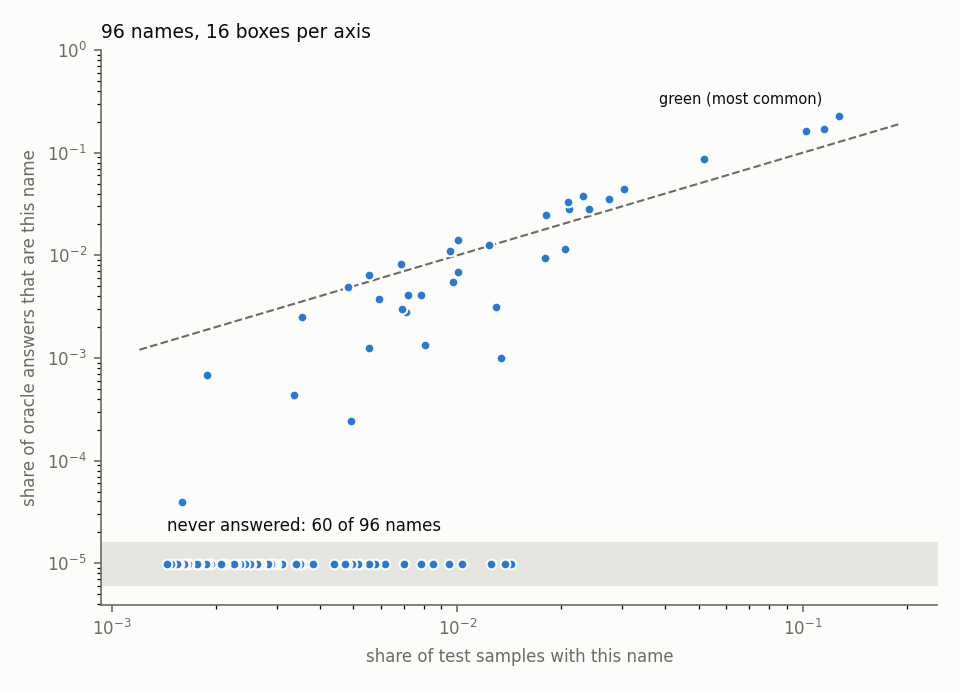 96 names, 16 boxes per axis
10⁰
green (most common)
10⁻¹
10⁻²
10⁻³
10⁻⁴
never answered: 60 of 96 names
10⁻⁵
share of oracle answers that are this name
10⁻³
10⁻²
10⁻¹
share of test samples with this name